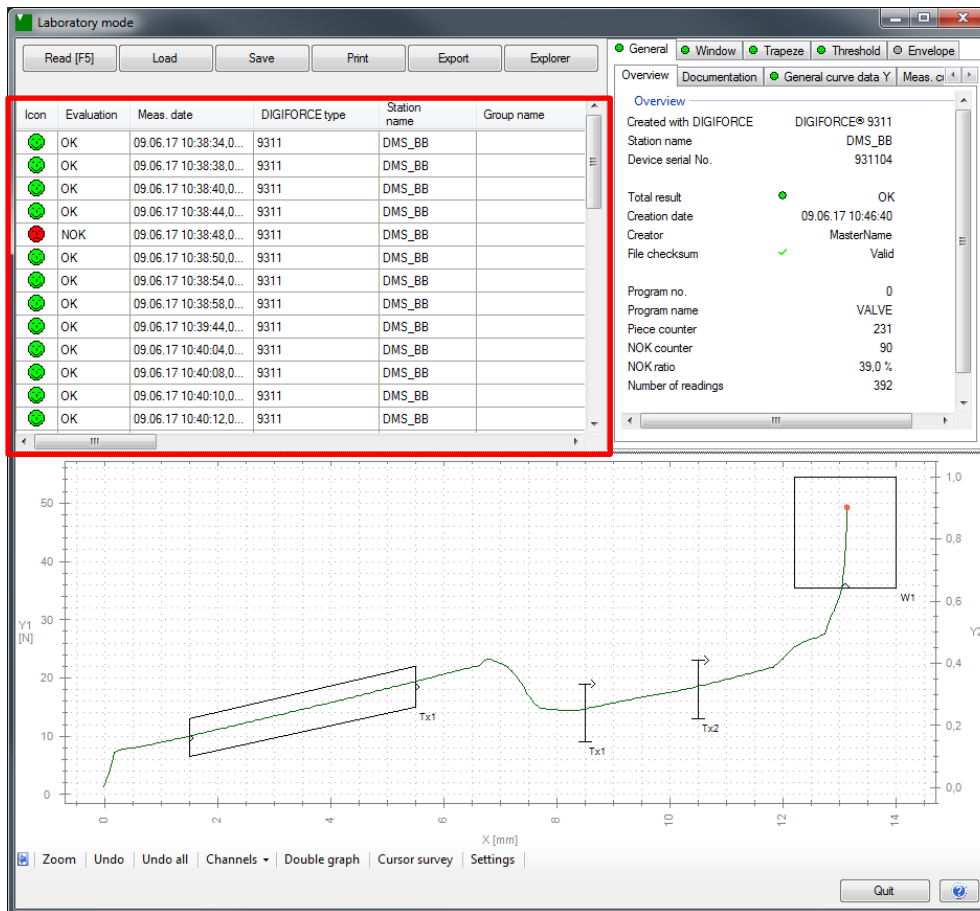 Laboratory mode
Read [F5] Load Save Print Export Explorer
General Window Trapeze Threshold Envelope
Overview Documentation General curve data Y Meas. c
Icon Evaluation Meas. date DIGIFORCE type Station name Group name
OK 09.06.17 10:38:34,0... 9311 DMS_BB
OK 09.06.17 10:38:38,0... 9311 DMS_BB
OK 09.06.17 10:38:40,0... 9311 DMS_BB
OK 09.06.17 10:38:44,0... 9311 DMS_BB
NOK 09.06.17 10:38:48,0... 9311 DMS_BB
OK 09.06.17 10:38:50,0... 9311 DMS_BB
OK 09.06.17 10:38:54,0... 9311 DMS_BB
OK 09.06.17 10:38:58,0... 9311 DMS_BB
OK 09.06.17 10:39:44,0... 9311 DMS_BB
OK 09.06.17 10:40:04,0... 9311 DMS_BB
OK 09.06.17 10:40:08,0... 9311 DMS_BB
OK 09.06.17 10:40:10,0... 9311 DMS_BB
OK 09.06.17 10:40:12,0... 9311 DMS_BB
Overview
Created with DIGIFORCE DIGIFORCE® 9311
Station name DMS_BB
Device serial No. 931104
Total result OK
Creation date 09.06.17 10:46:40
Creator MasterName
File checksum Valid
Program no. 0
Program name VALVE
Piece counter 231
NOK counter 90
NOK ratio 39,0 %
Number of readings 392
50
40
30
20
10
0
Y1
[N]
1,0
0,8
0,6
0,4
0,2
0,0
Y2
W1
Tx1
Tx1
Tx2
0 2 4 6 8 10 12 14
X [mm]
Zoom Undo Undo all Channels Double graph Cursor survey Settings
Quit